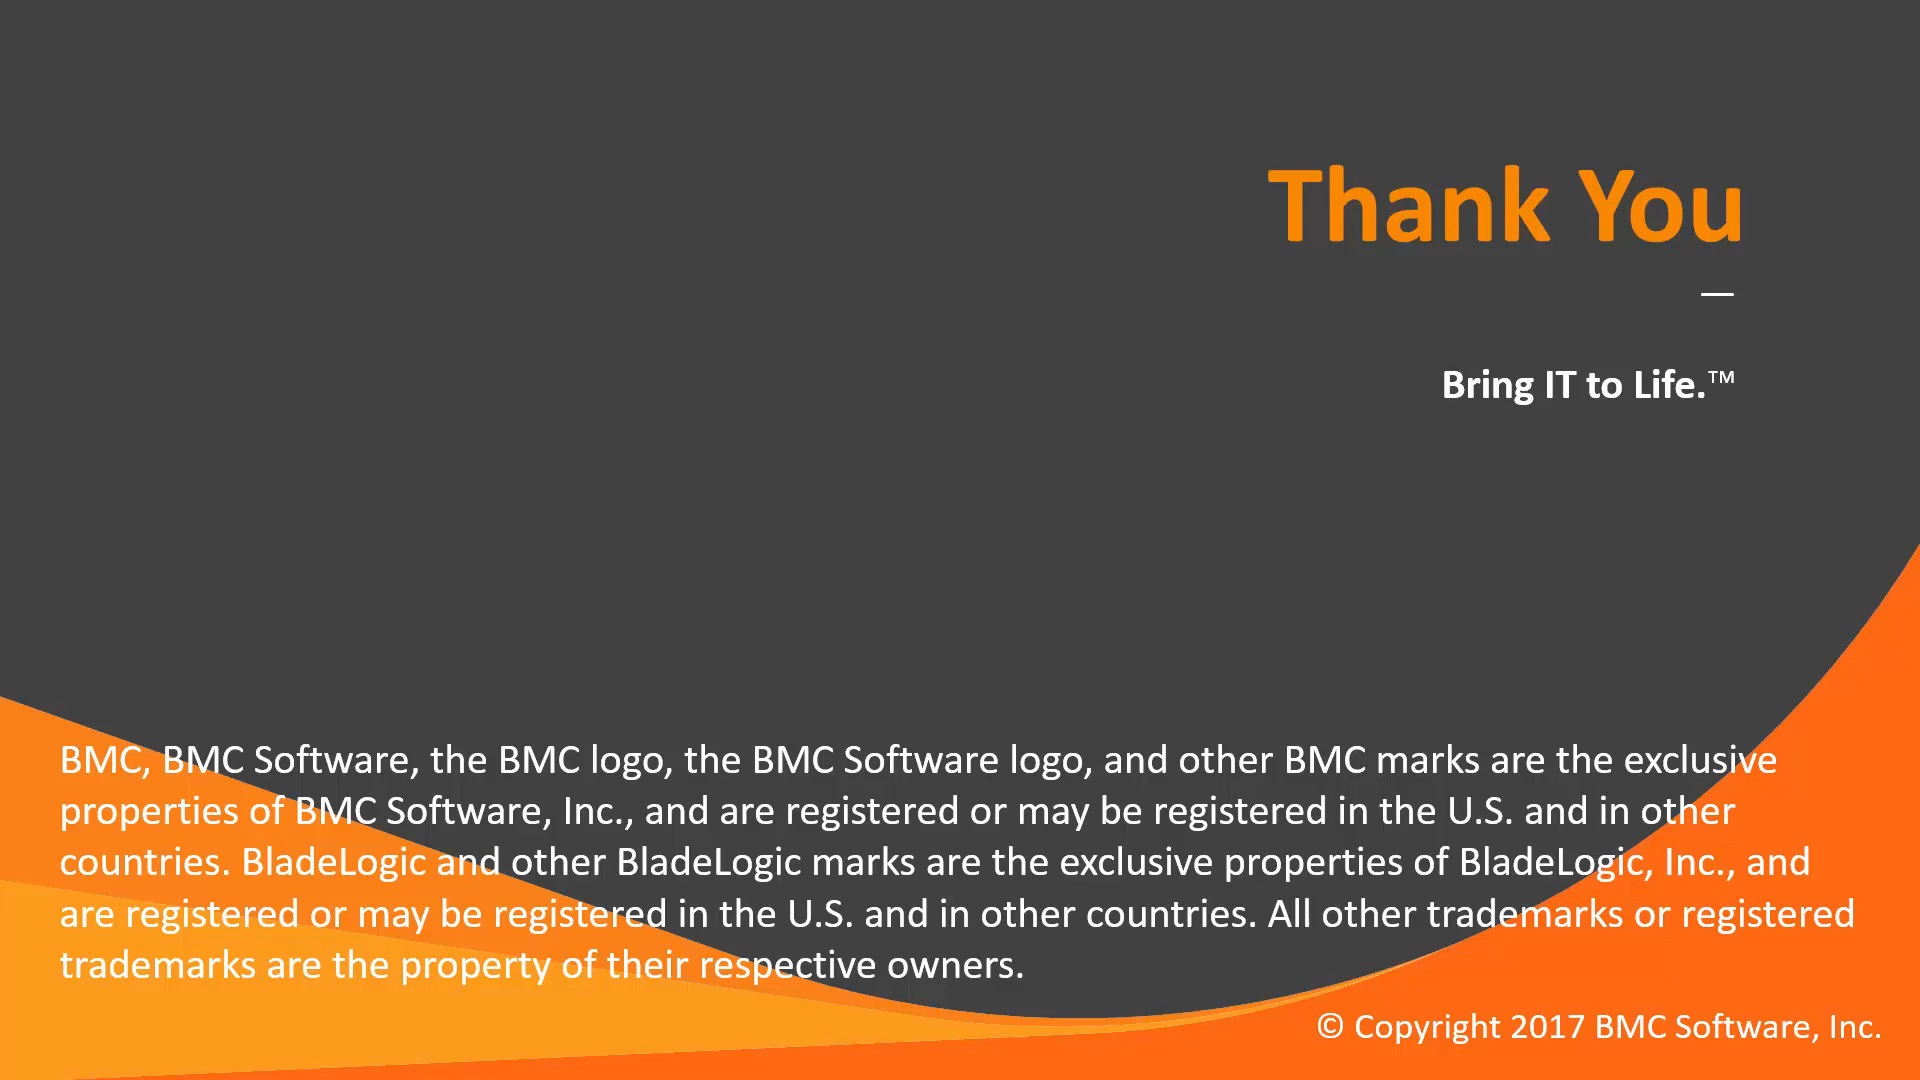 Thank You
—
Bring IT to Life.™
BMC, BMC Software, the BMC logo, the BMC Software logo, and other BMC marks are the exclusive
properties of BMC Software, Inc., and are registered or may be registered in the U.S. and in other
countries. BladeLogic and other BladeLogic marks are the exclusive properties of BladeLogic, Inc., and
are registered or may be registered in the U.S. and in other countries. All other trademarks or registered
trademarks are the property of their respective owners.
© Copyright 2017 BMC Software, Inc.